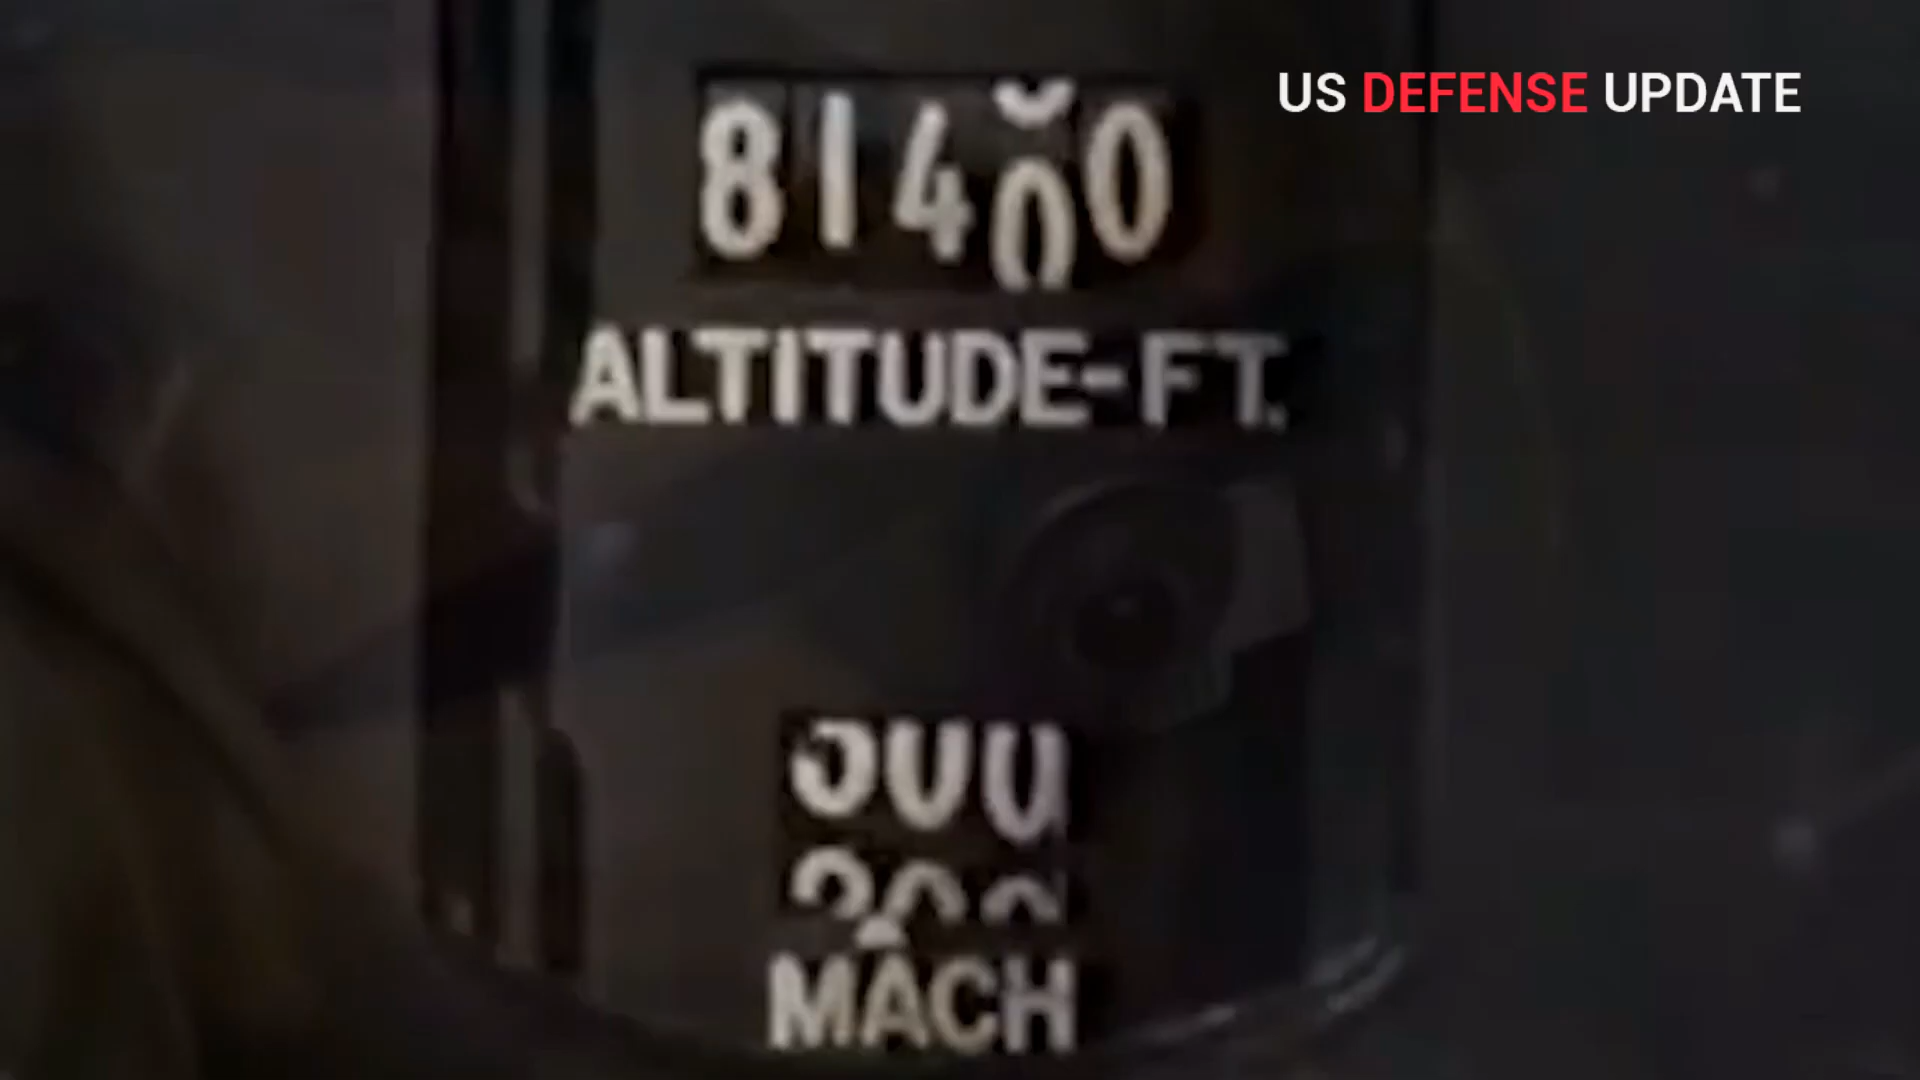 US DEFENSE UPDATE
81400
ALTITUDE-FT.
MACH